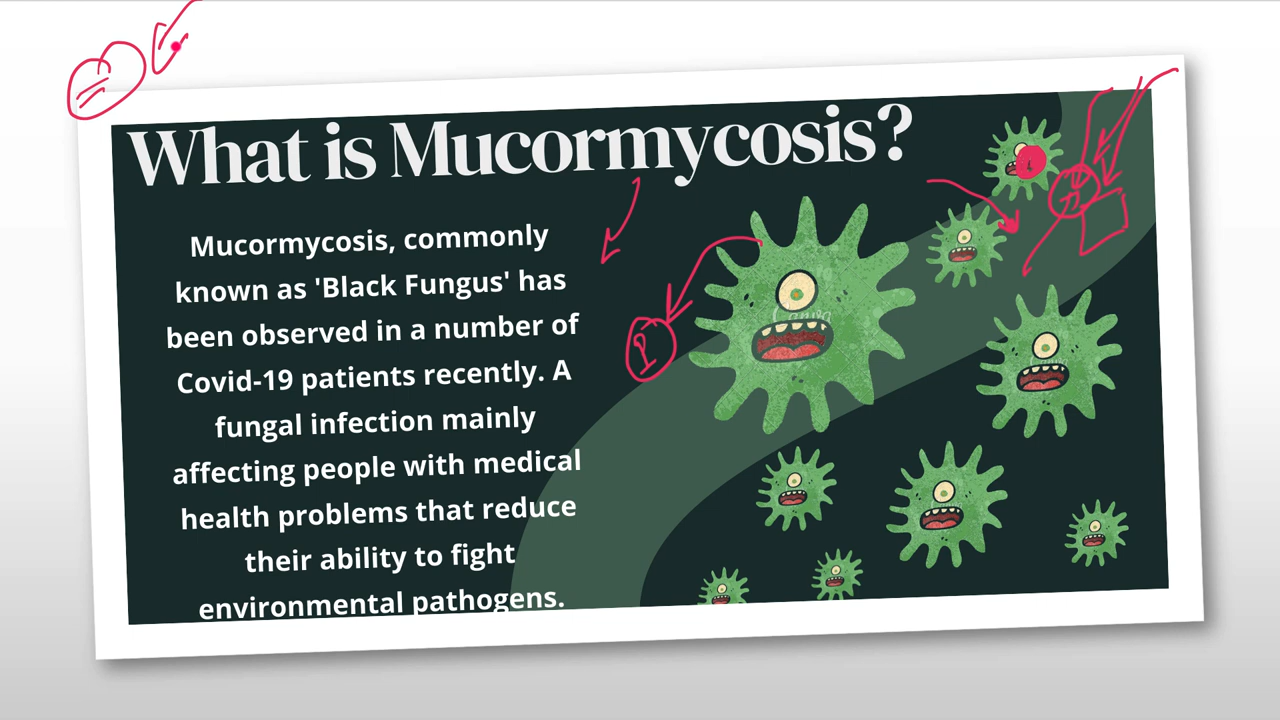 What is Mucormycosis?
Mucormycosis, commonly
known as 'Black Fungus' has
been observed in a number of
Covid-19 patients recently. A
fungal infection mainly
affecting people with medical
health problems that reduce
their ability to fight
environmental pathogens.
Canva